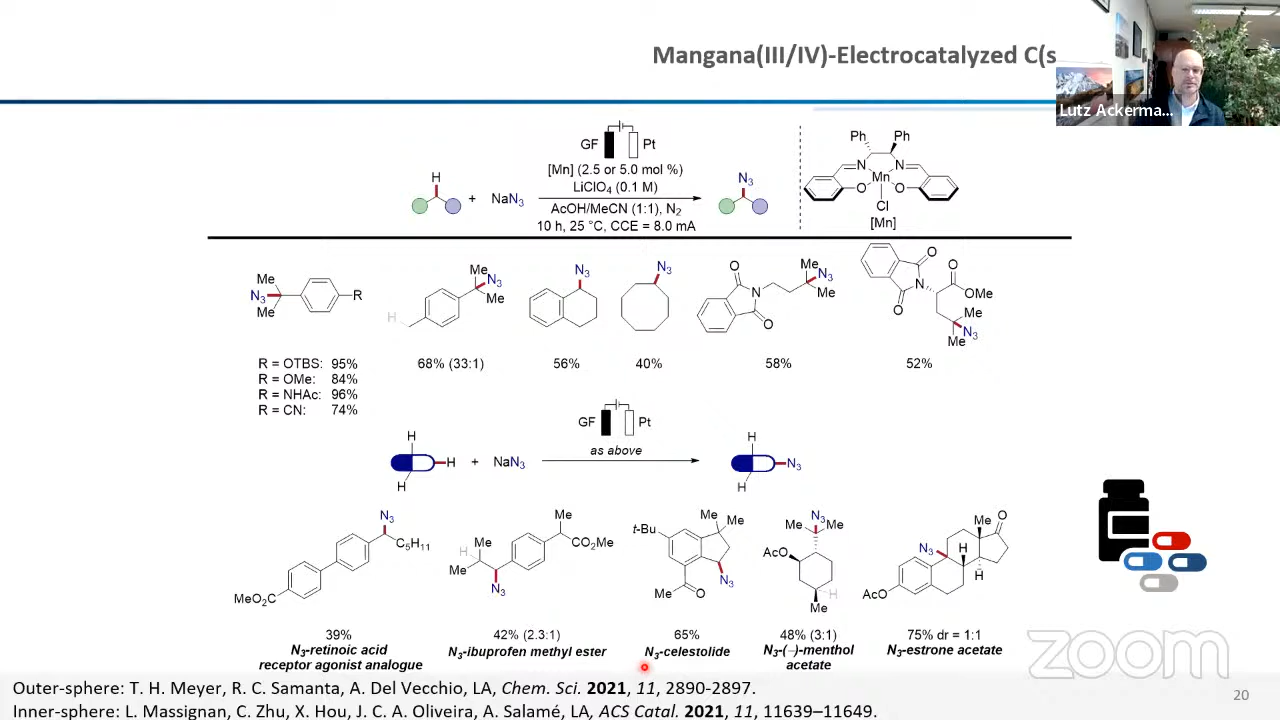 Mangana(III/IV)-Electrocatalyzed C(s
Lutz Ackerma...
GF Pt
[Mn] (2.5 or 5.0 mol %)
LiClO4 (0.1 M)
AcOH/MeCN (1:1), N2
10 h, 25 °C, CCE = 8.0 mA
H
+ NaN3
N3
Ph Ph
N N
Mn
O O
Cl
[Mn]
Me
N3
Me
R
Me
N3
Me
H
N3
N3
O
N
O
Me
N3
Me
O
N
O
O
OMe
Me
N3
Me
R = OTBS: 95%
R = OMe: 84%
R = NHAc: 96%
R = CN: 74%
68% (33:1)
56%
40%
58%
52%
GF Pt
as above
H
H
H
+ NaN3
H
N3
H
N3
C5H11
MeO2C
Me
CO2Me
H
Me
Me
N3
t-Bu
Me
Me
N3
Me
O
N3
Me Me
AcO
H
Me
Me O
N3
H
H
H
AcO
39%
N3-retinoic acid
receptor agonist analogue
42% (2.3:1)
N3-ibuprofen methyl ester
65%
N3-celestolide
48% (3:1)
N3-(−)-menthol
acetate
75% dr = 1:1
N3-estrone acetate
zoom
Outer-sphere: T. H. Meyer, R. C. Samanta, A. Del Vecchio, LA, Chem. Sci. 2021, 11, 2890-2897.
20
Inner-sphere: L. Massignan, C. Zhu, X. Hou, J. C. A. Oliveira, A. Salamé, LA, ACS Catal. 2021, 11, 11639–11649.